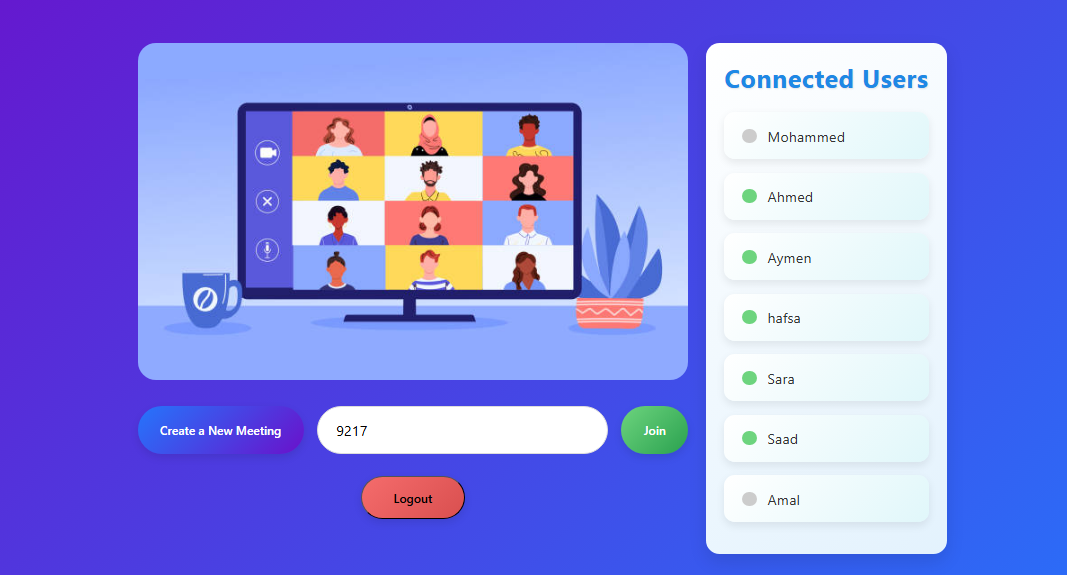 Connected Users
Mohammed
Ahmed
Aymen
hafsa
Sara
Saad
Amal
Create a New Meeting
9217
Join
Logout